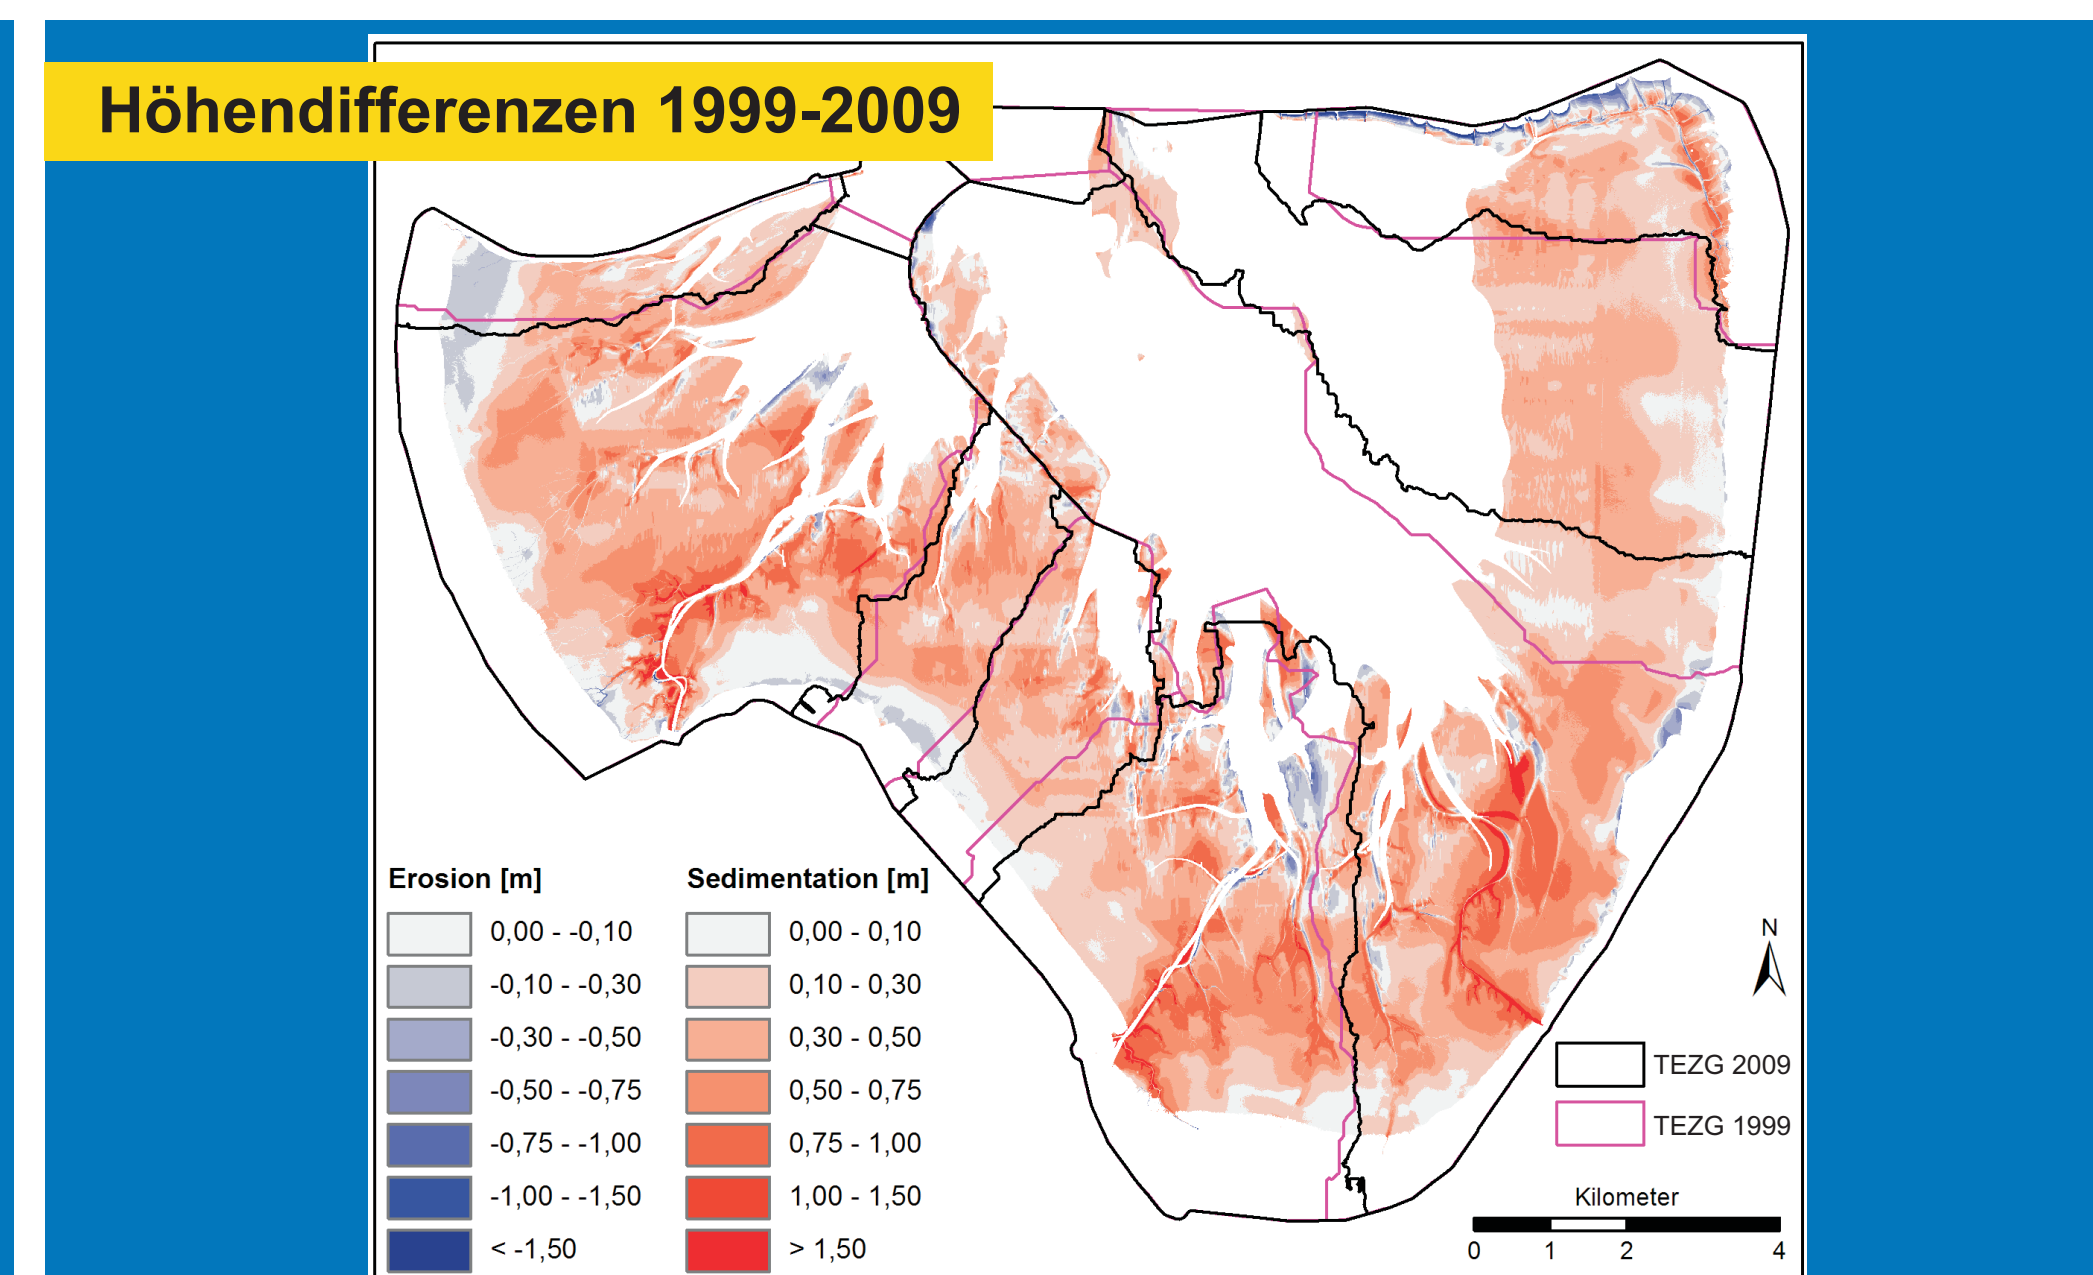 Höhendifferenzen 1999-2009
Erosion [m]
0,00 - -0,10
-0,10 - -0,30
-0,30 - -0,50
-0,50 - -0,75
-0,75 - -1,00
-1,00 - -1,50
< -1,50
Sedimentation [m]
0,00 - 0,10
0,10 - 0,30
0,30 - 0,50
0,50 - 0,75
0,75 - 1,00
1,00 - 1,50
> 1,50
N
TEZG 2009
TEZG 1999
Kilometer
0 1 2 4